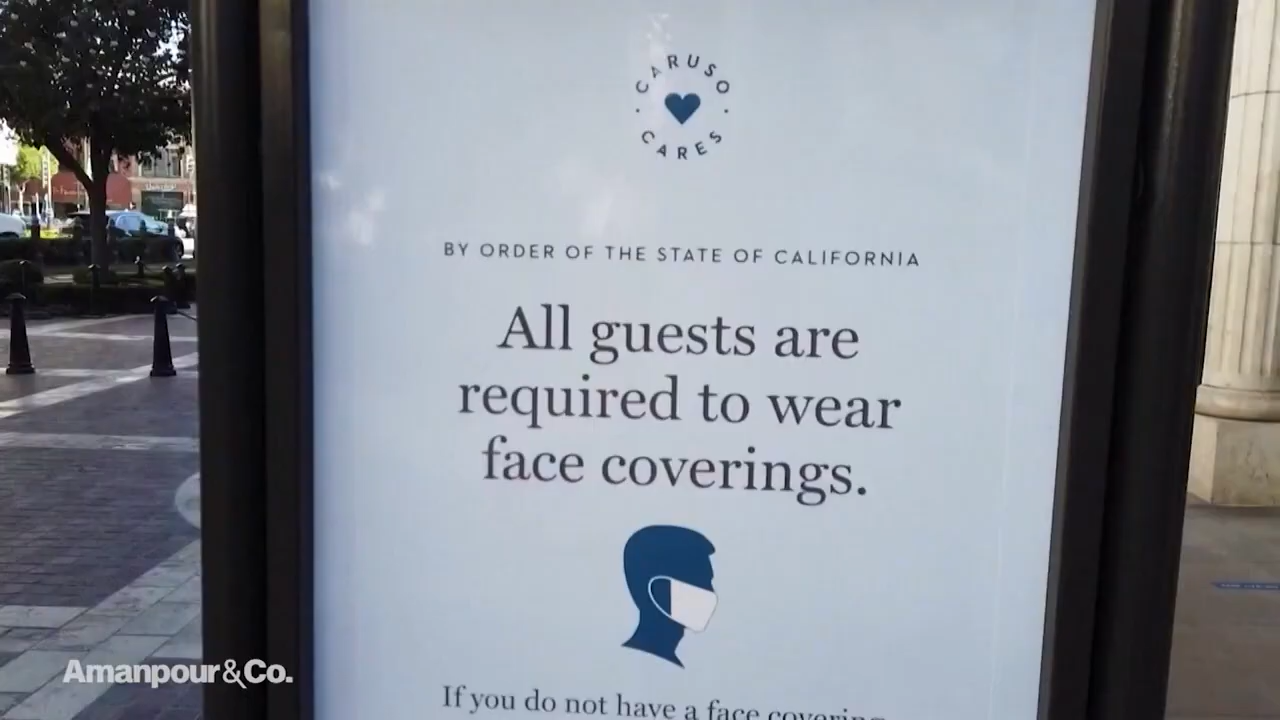 CARUSO
CARES
BY ORDER OF THE STATE OF CALIFORNIA
All guests are
required to wear
face coverings.
If you do not have a face covering
Amanpour&Co.